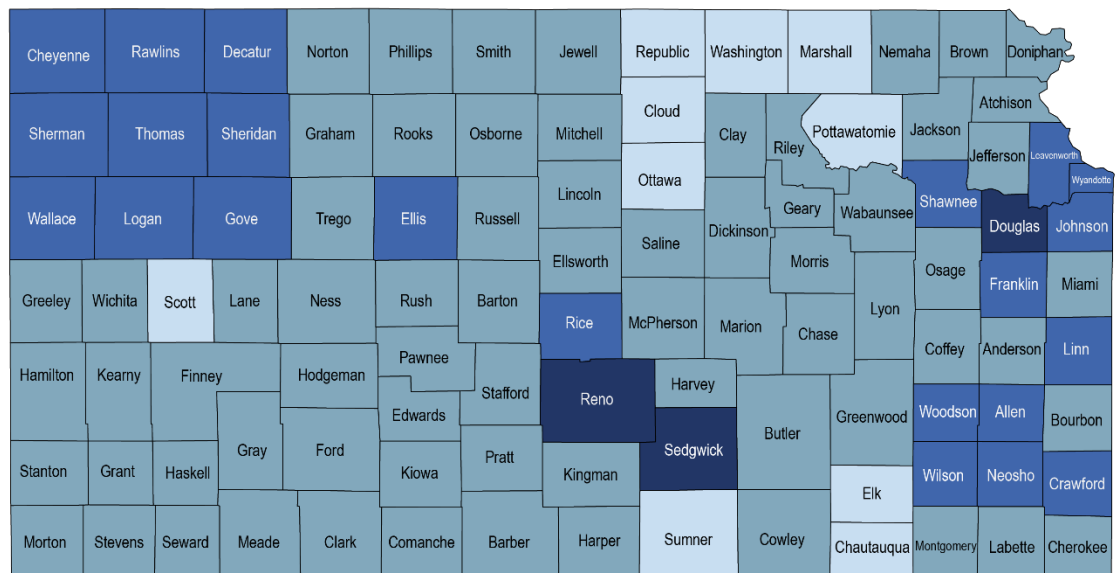 Cheyenne
Rawlins
Decatur
Norton
Phillips
Smith
Jewell
Republic
Washington
Marshall
Nemaha
Brown
Doniphan
Sherman
Thomas
Sheridan
Graham
Rooks
Osborne
Mitchell
Cloud
Clay
Riley
Pottawatomie
Jackson
Atchison
Jefferson
Leavenworth
Wyandotte
Wallace
Logan
Gove
Trego
Ellis
Russell
Lincoln
Ottawa
Saline
Dickinson
Geary
Wabaunsee
Shawnee
Douglas
Johnson
Ellsworth
Morris
Osage
Franklin
Miami
Greeley
Wichita
Scott
Lane
Ness
Rush
Barton
Rice
McPherson
Marion
Chase
Lyon
Coffey
Anderson
Linn
Hamilton
Kearny
Finney
Hodgeman
Pawnee
Stafford
Edwards
Reno
Harvey
Sedgwick
Butler
Greenwood
Woodson
Allen
Bourbon
Stanton
Grant
Haskell
Gray
Ford
Kiowa
Pratt
Kingman
Elk
Wilson
Neosho
Crawford
Morton
Stevens
Seward
Meade
Clark
Comanche
Barber
Harper
Sumner
Cowley
Chautauqua
Montgomery
Labette
Cherokee